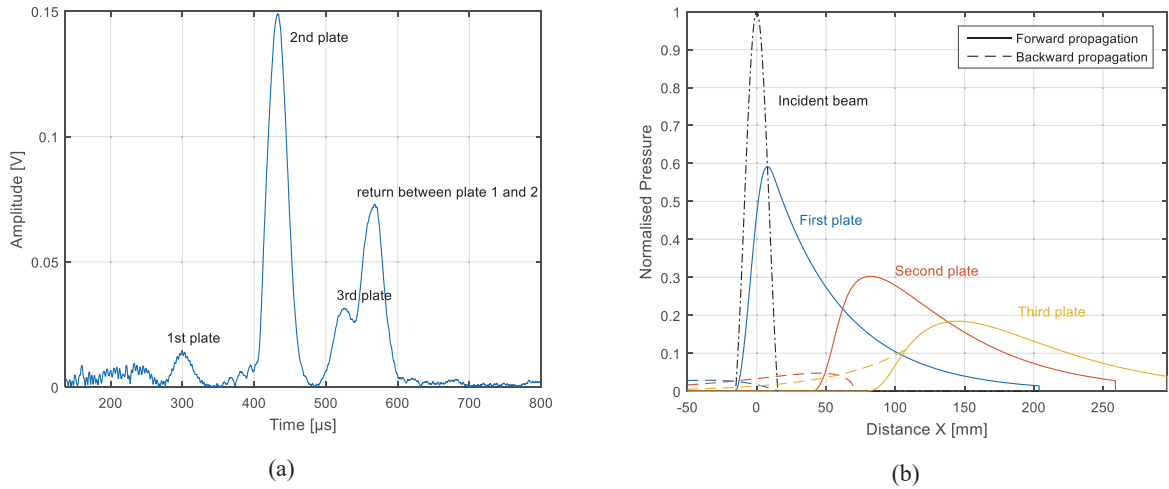 0.15
0.1
0.05
0
Amplitude [V]
2nd plate
return between plate 1 and 2
3rd plate
1st plate
200 300 400 500 600 700 800
Time [µs]
(a)
1
0.9
0.8
0.7
0.6
0.5
0.4
0.3
0.2
0.1
0
Normalised Pressure
Forward propagation
Backward propagation
Incident beam
First plate
Second plate
Third plate
-50 0 50 100 150 200 250
Distance X [mm]
(b)